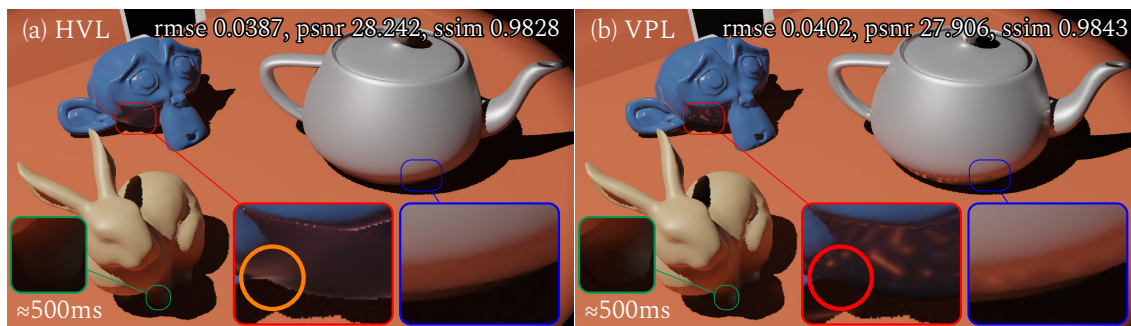 (a) HVL rmse 0.0387, psnr 28.242, ssim 0.9828
≈500ms
(b) VPL rmse 0.0402, psnr 27.906, ssim 0.9843
≈500ms